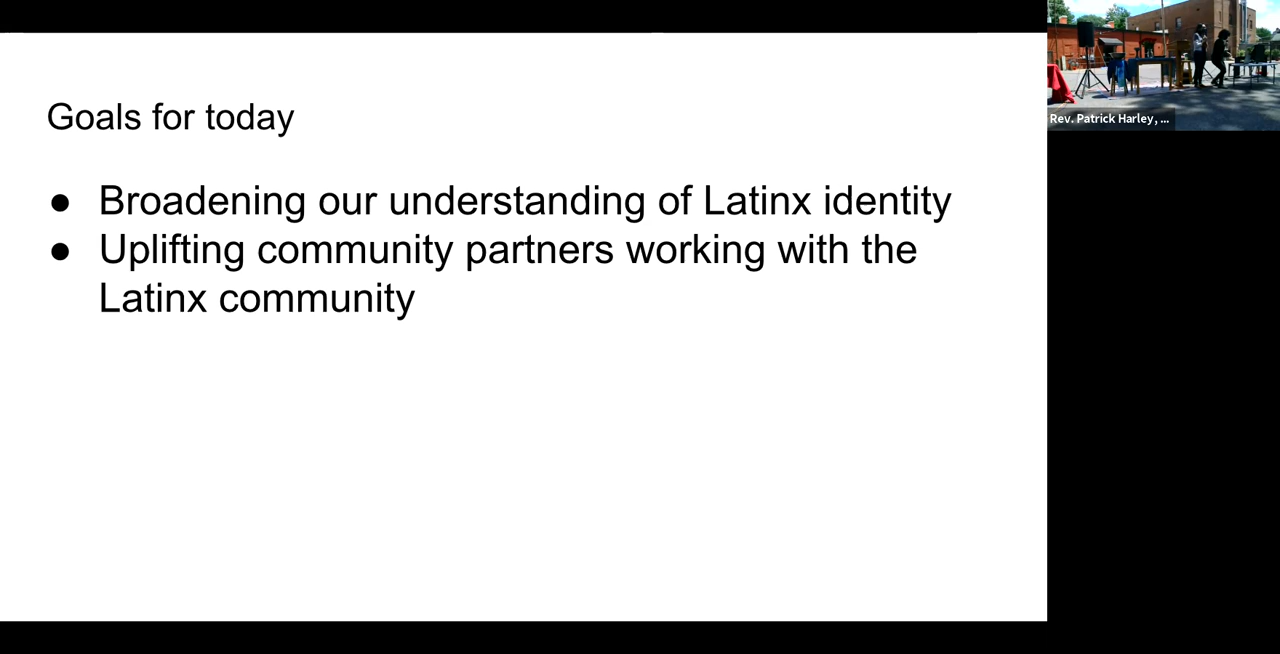 Goals for today
● Broadening our understanding of Latinx identity
● Uplifting community partners working with the
Latinx community
Rev. Patrick Harley, ...